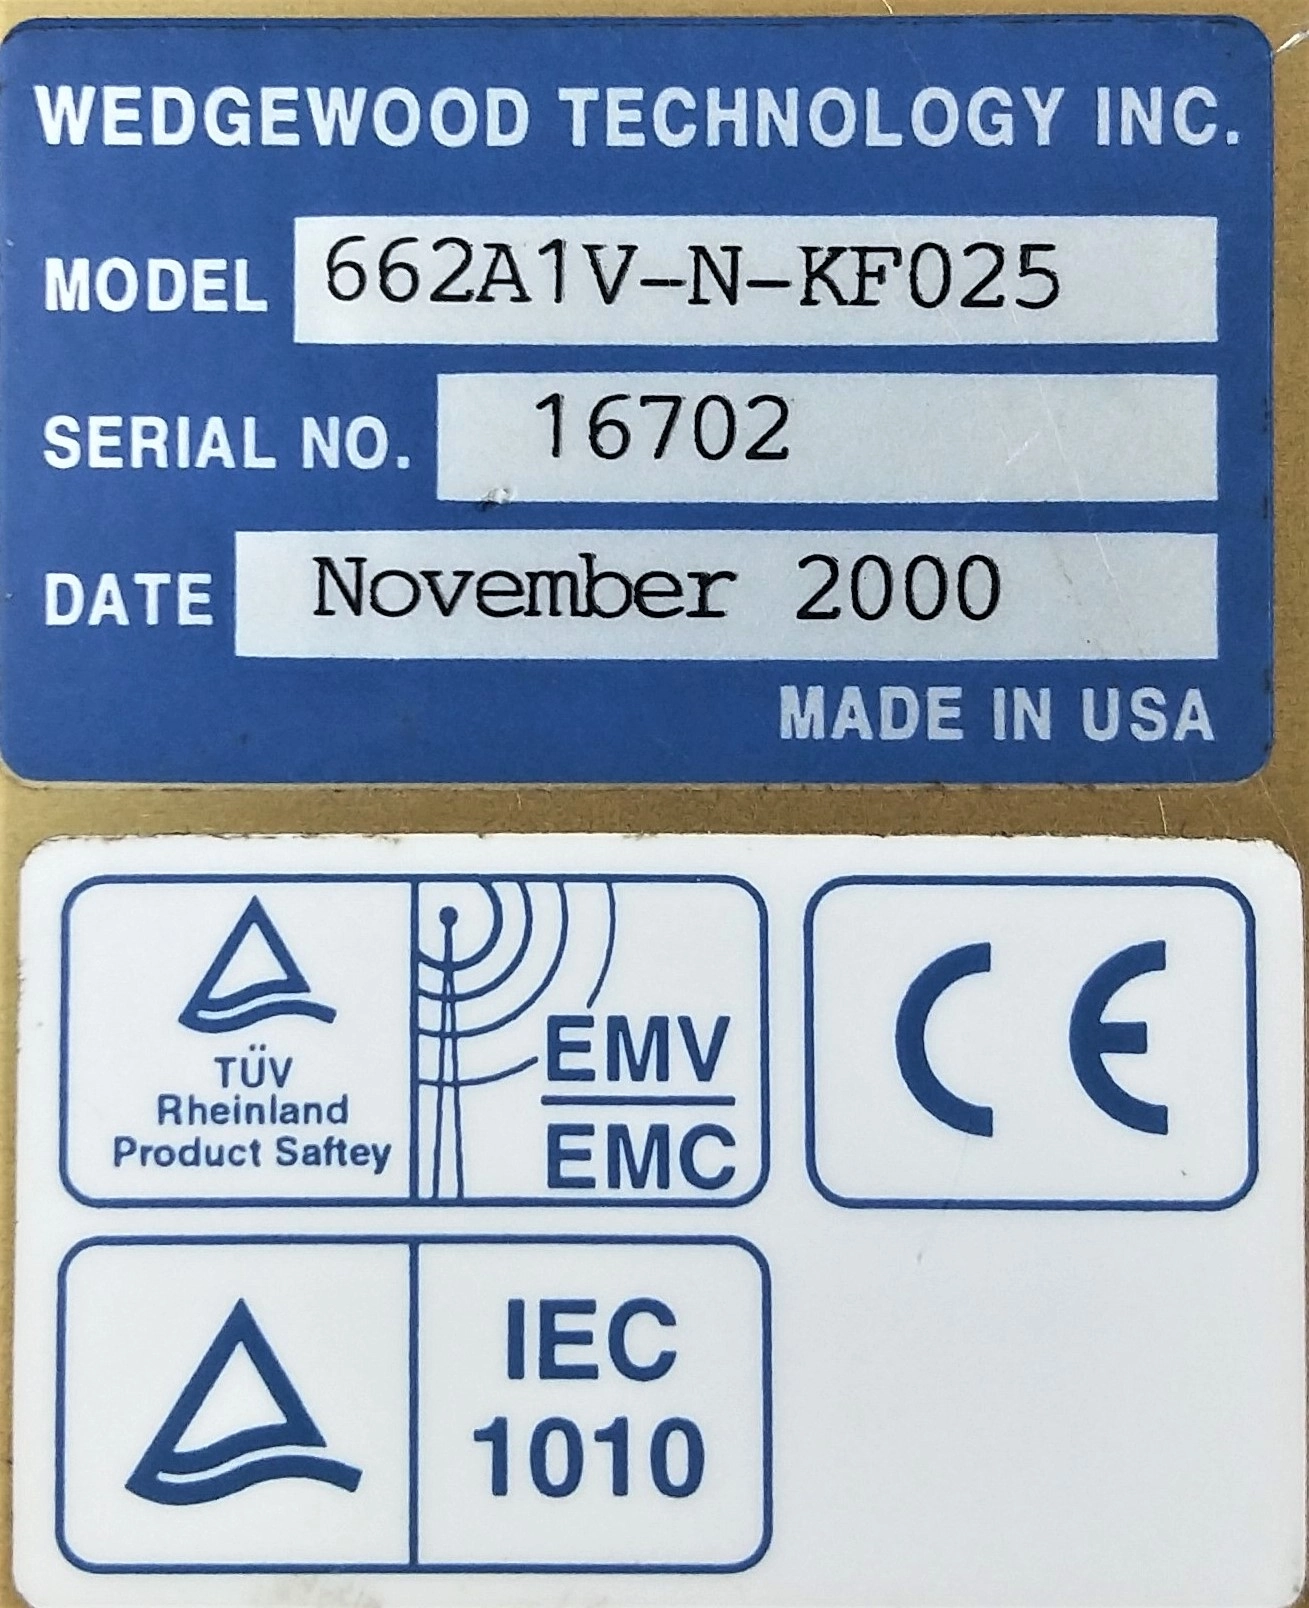 WEDGEWOOD TECHNOLOGY INC.
MODEL 662A1V-N-KF025
SERIAL NO. 16702
DATE November 2000
MADE IN USA
TÜV
Rheinland
Product Saftey
EMV
EMC
CE
IEC
1010